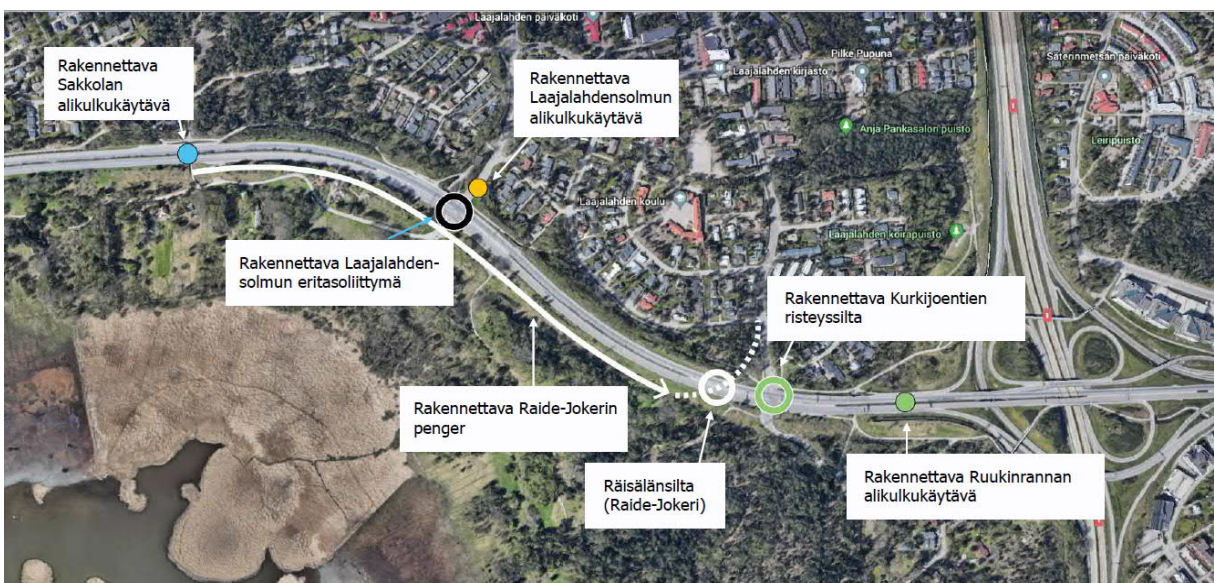 Laajalahden päiväkoti
Rakennettava
Sakkolan
alikulkukäytävä
Rakennettava
Laajalahdensolmun
alikulkukäytävä
Pilke Pupuna
Laajalahden kirjasto
Säterinmetsän päiväkoti
Anja Pankasalon puisto
Leiripuisto
Laajalahden koulu
Laajalahden koirapuisto
Rakennettava Laajalahden-
solmun eritasoliittymä
Rakennettava Kurkijoentien
risteyssilta
Rakennettava Raide-Jokerin
penger
Räisälänsilta
(Raide-Jokeri)
Rakennettava Ruukinrannan
alikulkukäytävä